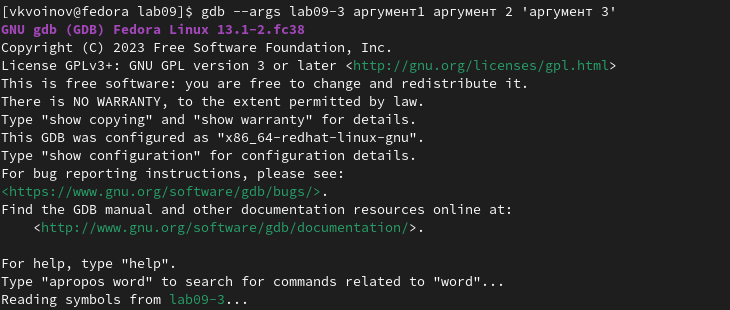 [vkvoinov@fedora lab09]$ gdb --args lab09-3 аргумент1 аргумент 2 'аргумент 3'
GNU gdb (GDB) Fedora Linux 13.1-2.fc38
Copyright (C) 2023 Free Software Foundation, Inc.
License GPLv3+: GNU GPL version 3 or later <http://gnu.org/licenses/gpl.html>
This is free software: you are free to change and redistribute it.
There is NO WARRANTY, to the extent permitted by law.
Type "show copying" and "show warranty" for details.
This GDB was configured as "x86_64-redhat-linux-gnu".
Type "show configuration" for configuration details.
For bug reporting instructions, please see:
<https://www.gnu.org/software/gdb/bugs/>.
Find the GDB manual and other documentation resources online at:
    <http://www.gnu.org/software/gdb/documentation/>.

For help, type "help".
Type "apropos word" to search for commands related to "word"...
Reading symbols from lab09-3...